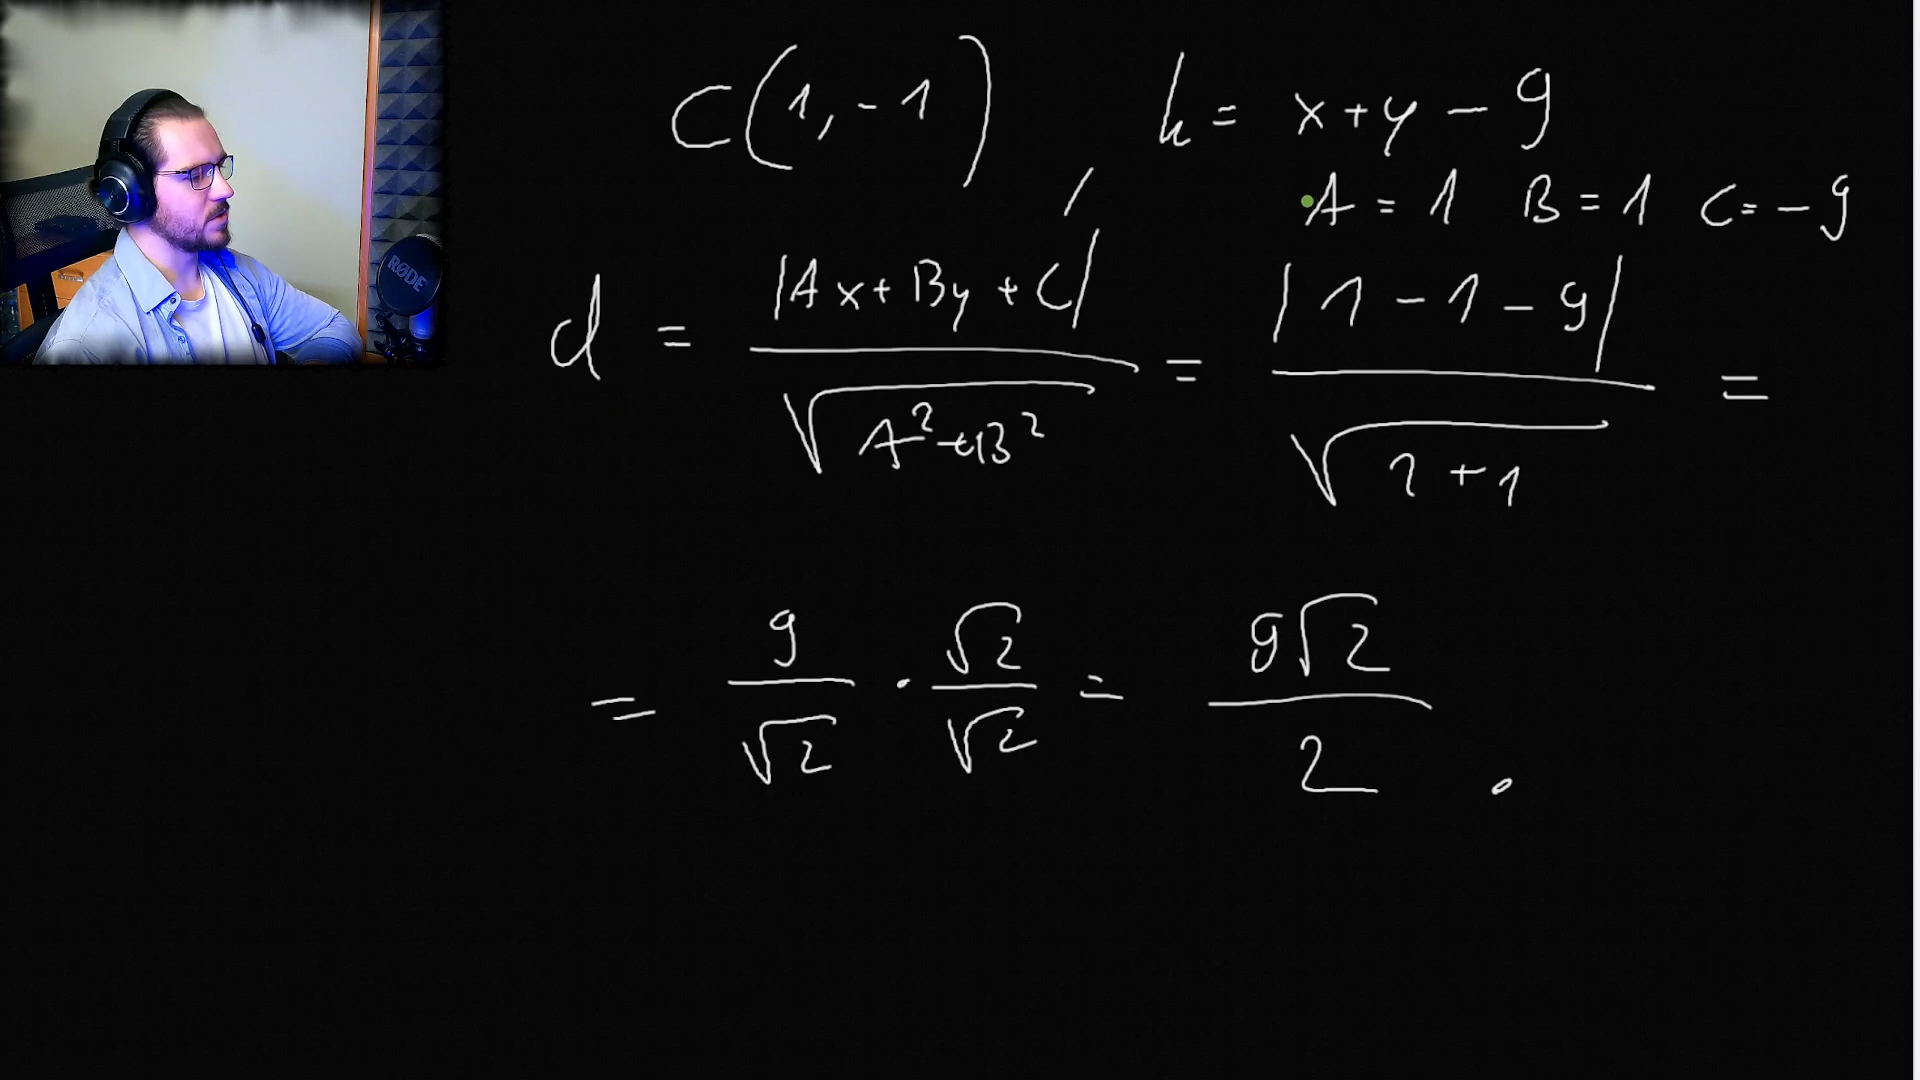 C(1, -1) , k = x + y - 9
A = 1 B = 1 C = - 9
d = |Ax + By + C| / √(A² + B²) = |1 - 1 - 9| / √(1 + 1) =
= 9/√2 · √2/√2 = 9√2/2 .
RØDE